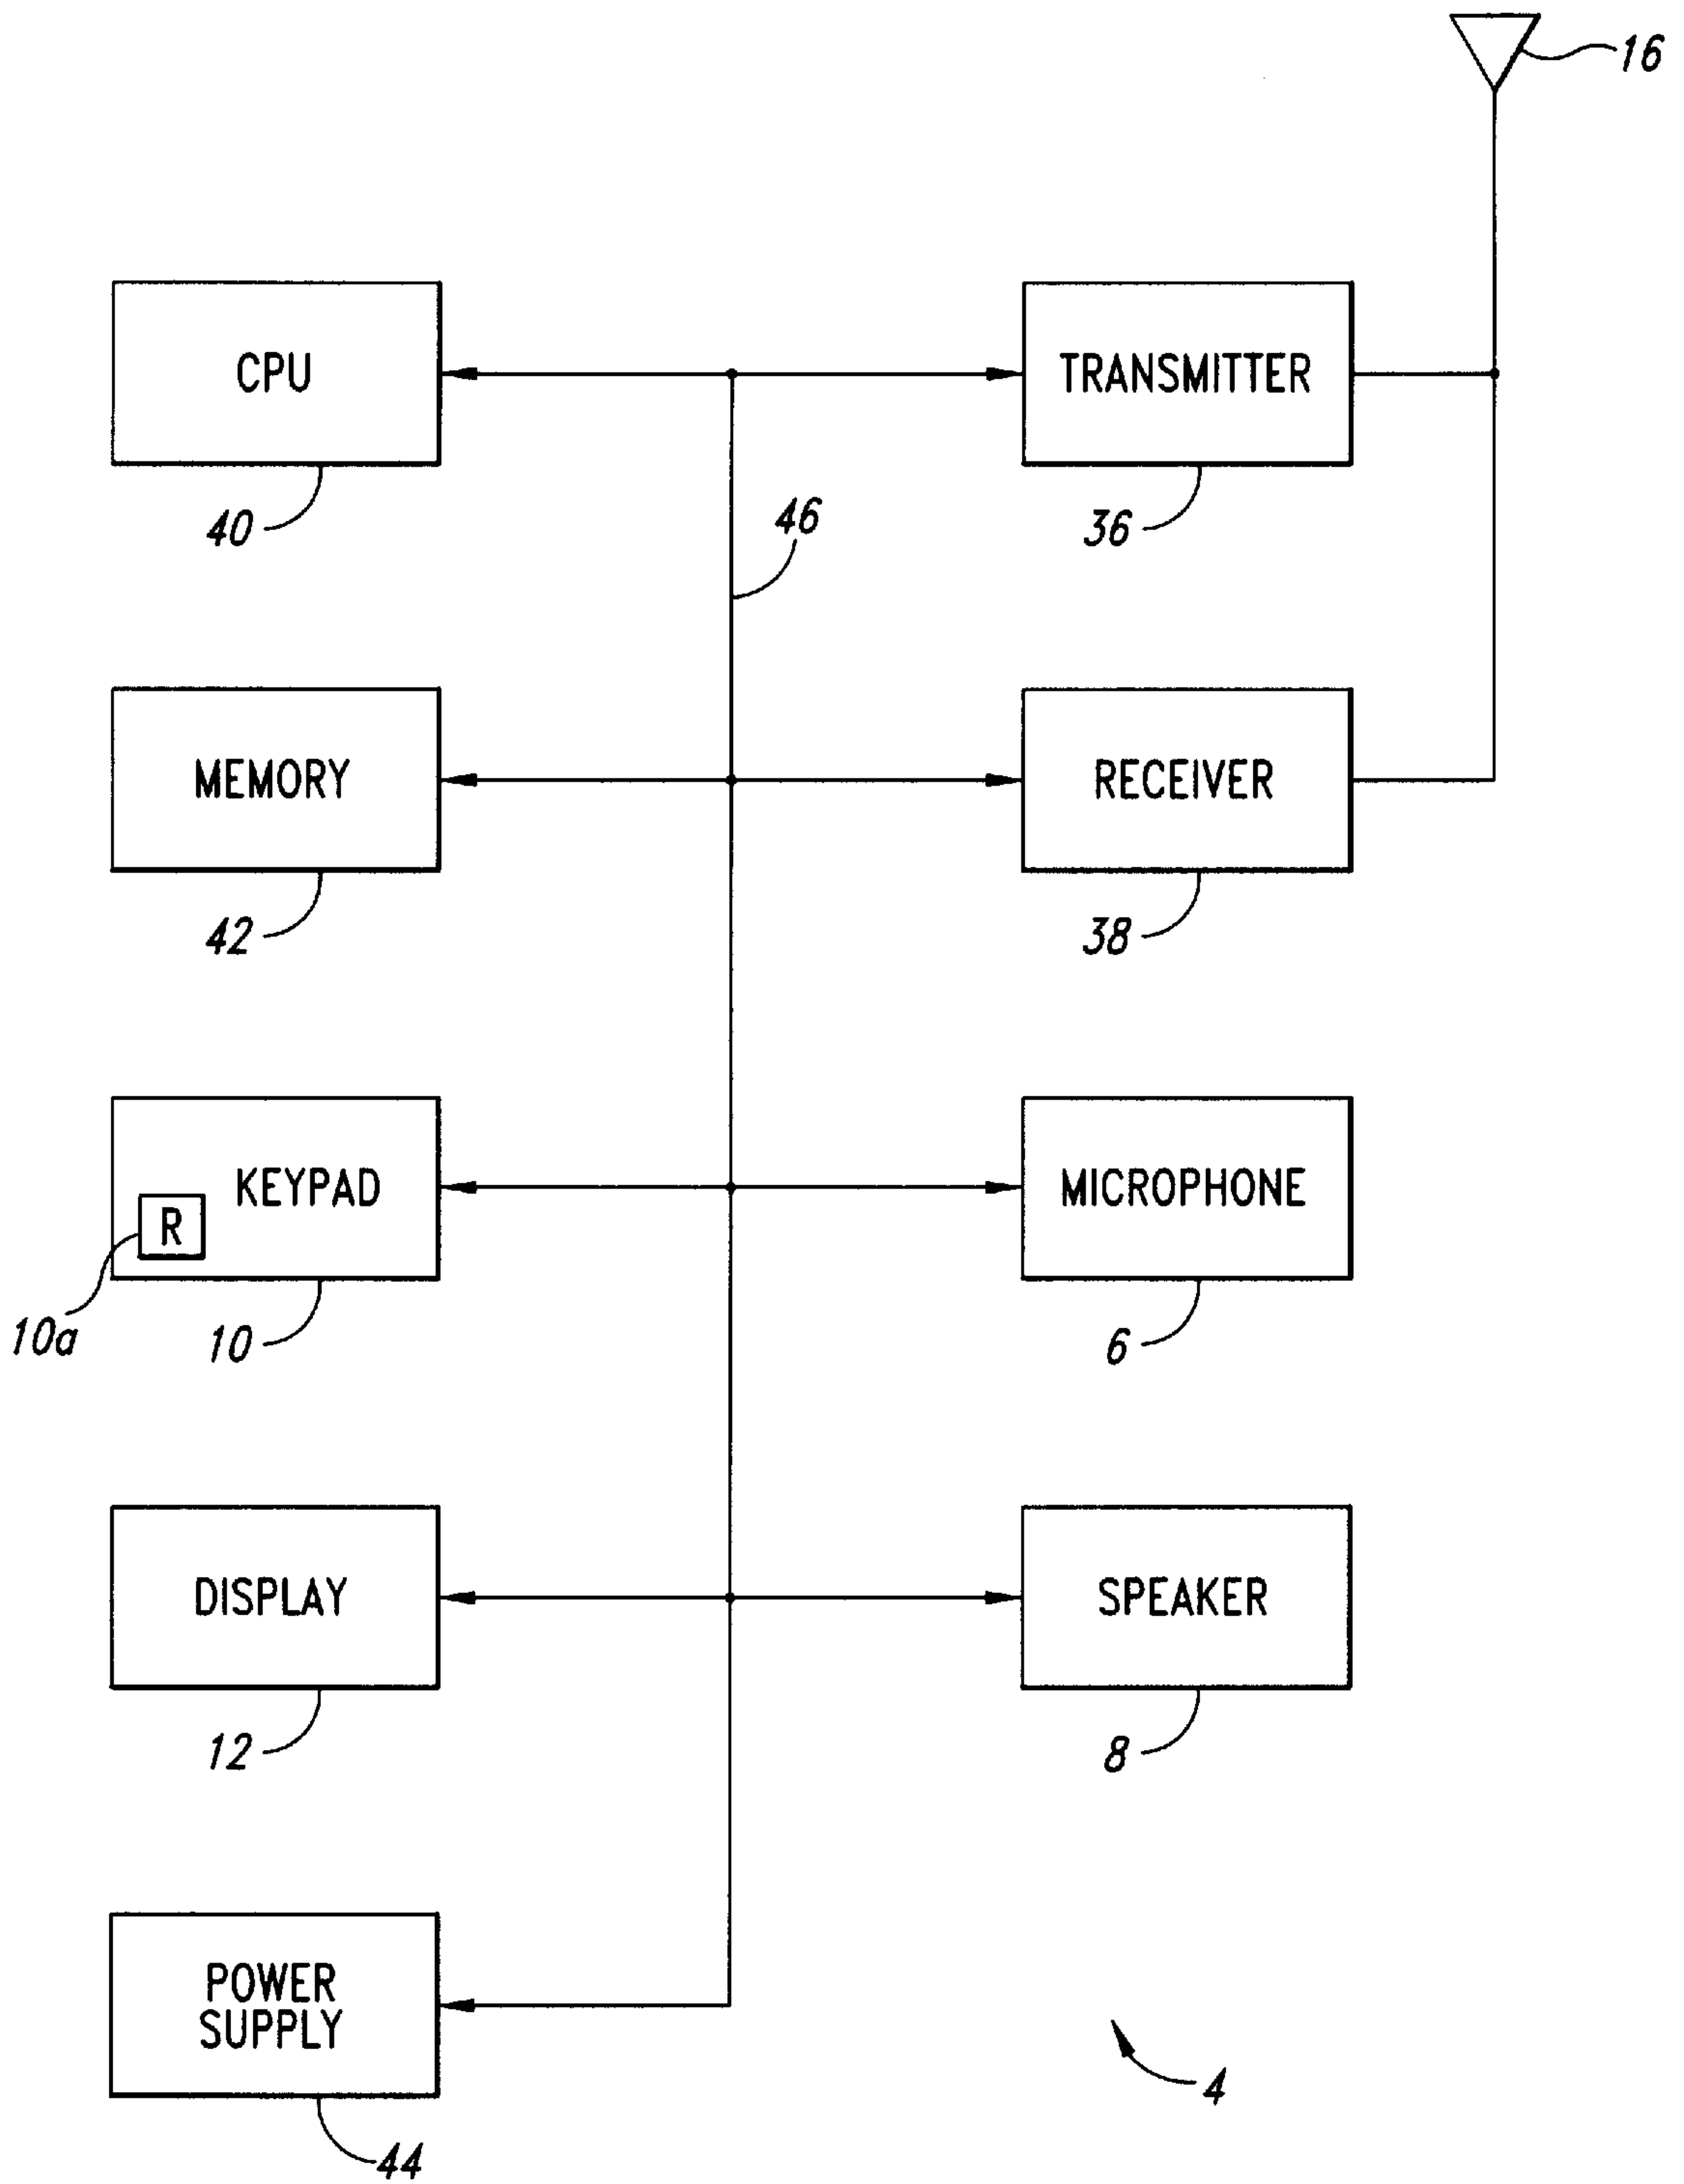 16
CPU
TRANSMITTER
40
46
36
MEMORY
RECEIVER
42
38
KEYPAD
R
MICROPHONE
10a
10
6
DISPLAY
SPEAKER
12
8
POWER
SUPPLY
4
44